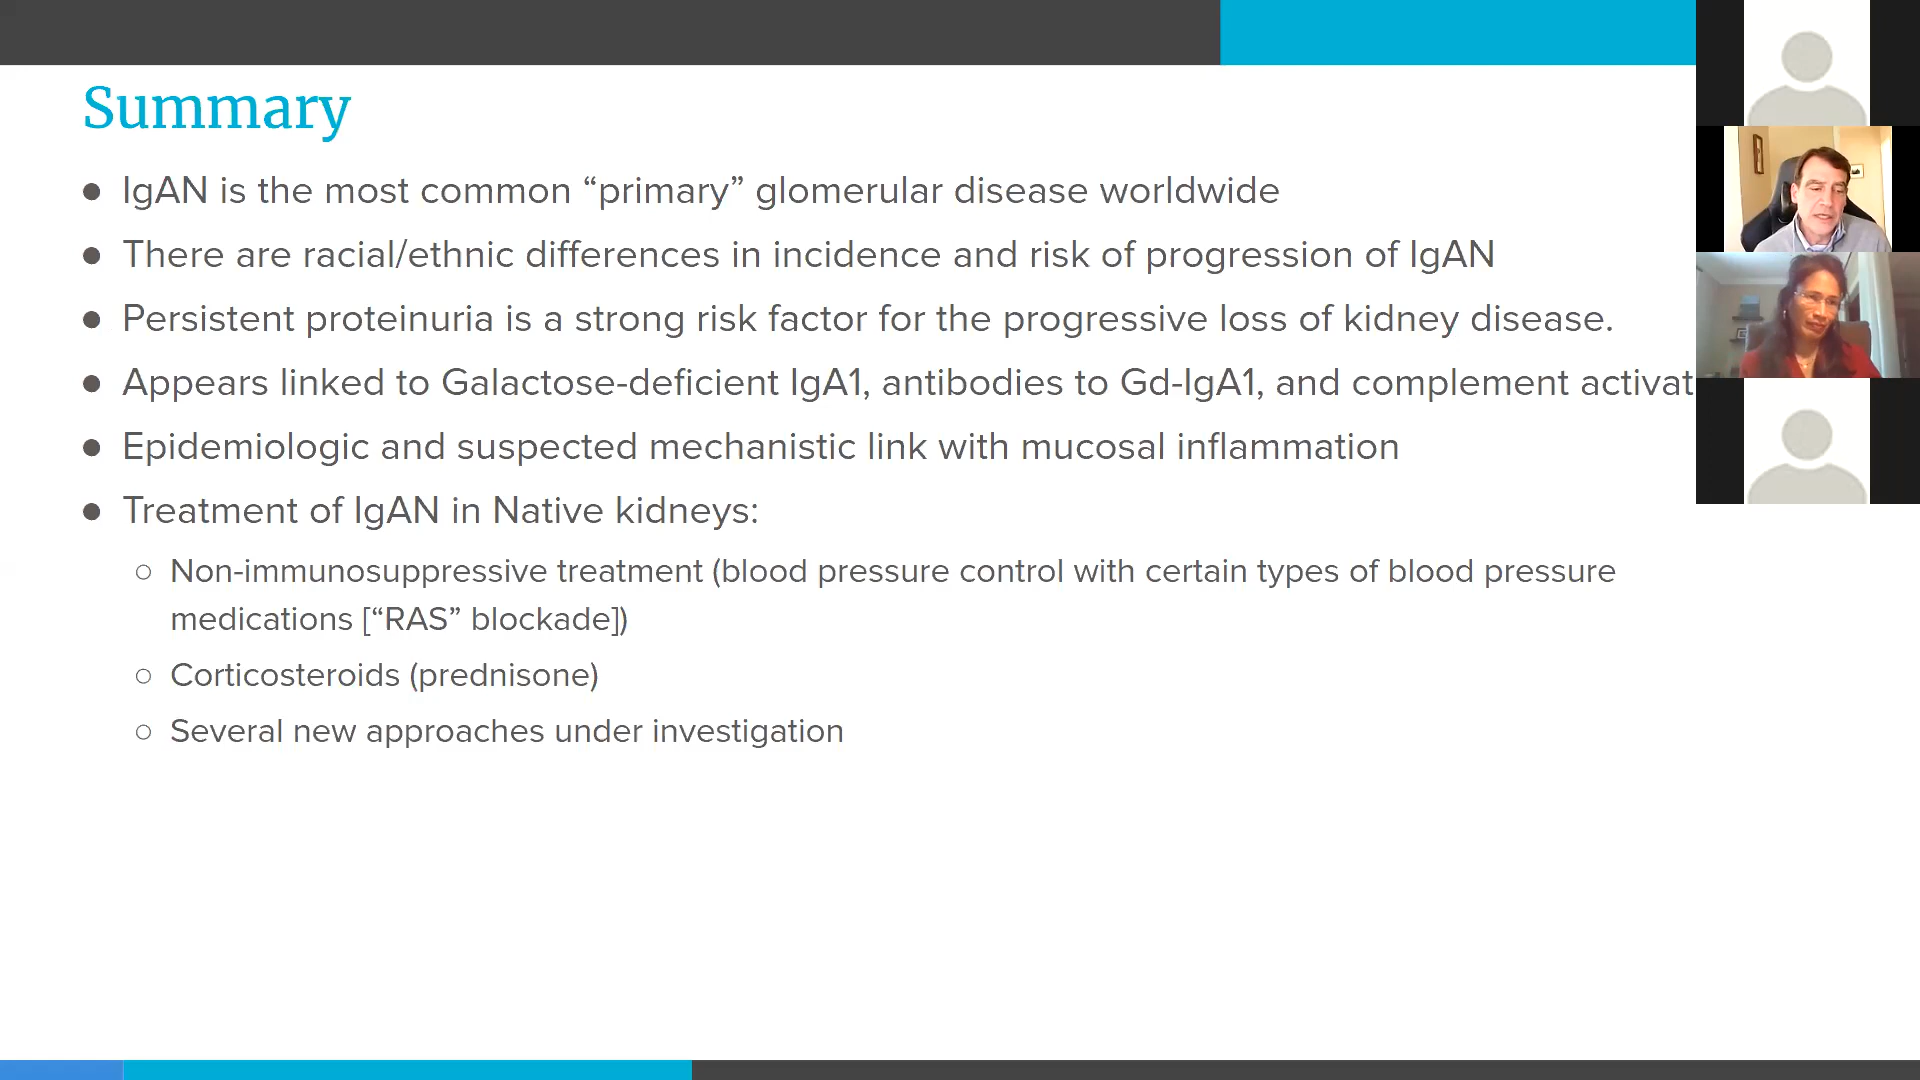 Summary
● IgAN is the most common “primary” glomerular disease worldwide
● There are racial/ethnic differences in incidence and risk of progression of IgAN
● Persistent proteinuria is a strong risk factor for the progressive loss of kidney disease.
● Appears linked to Galactose-deficient IgA1, antibodies to Gd-IgA1, and complement activat
● Epidemiologic and suspected mechanistic link with mucosal inflammation
● Treatment of IgAN in Native kidneys:
○ Non-immunosuppressive treatment (blood pressure control with certain types of blood pressure
medications [“RAS” blockade])
○ Corticosteroids (prednisone)
○ Several new approaches under investigation